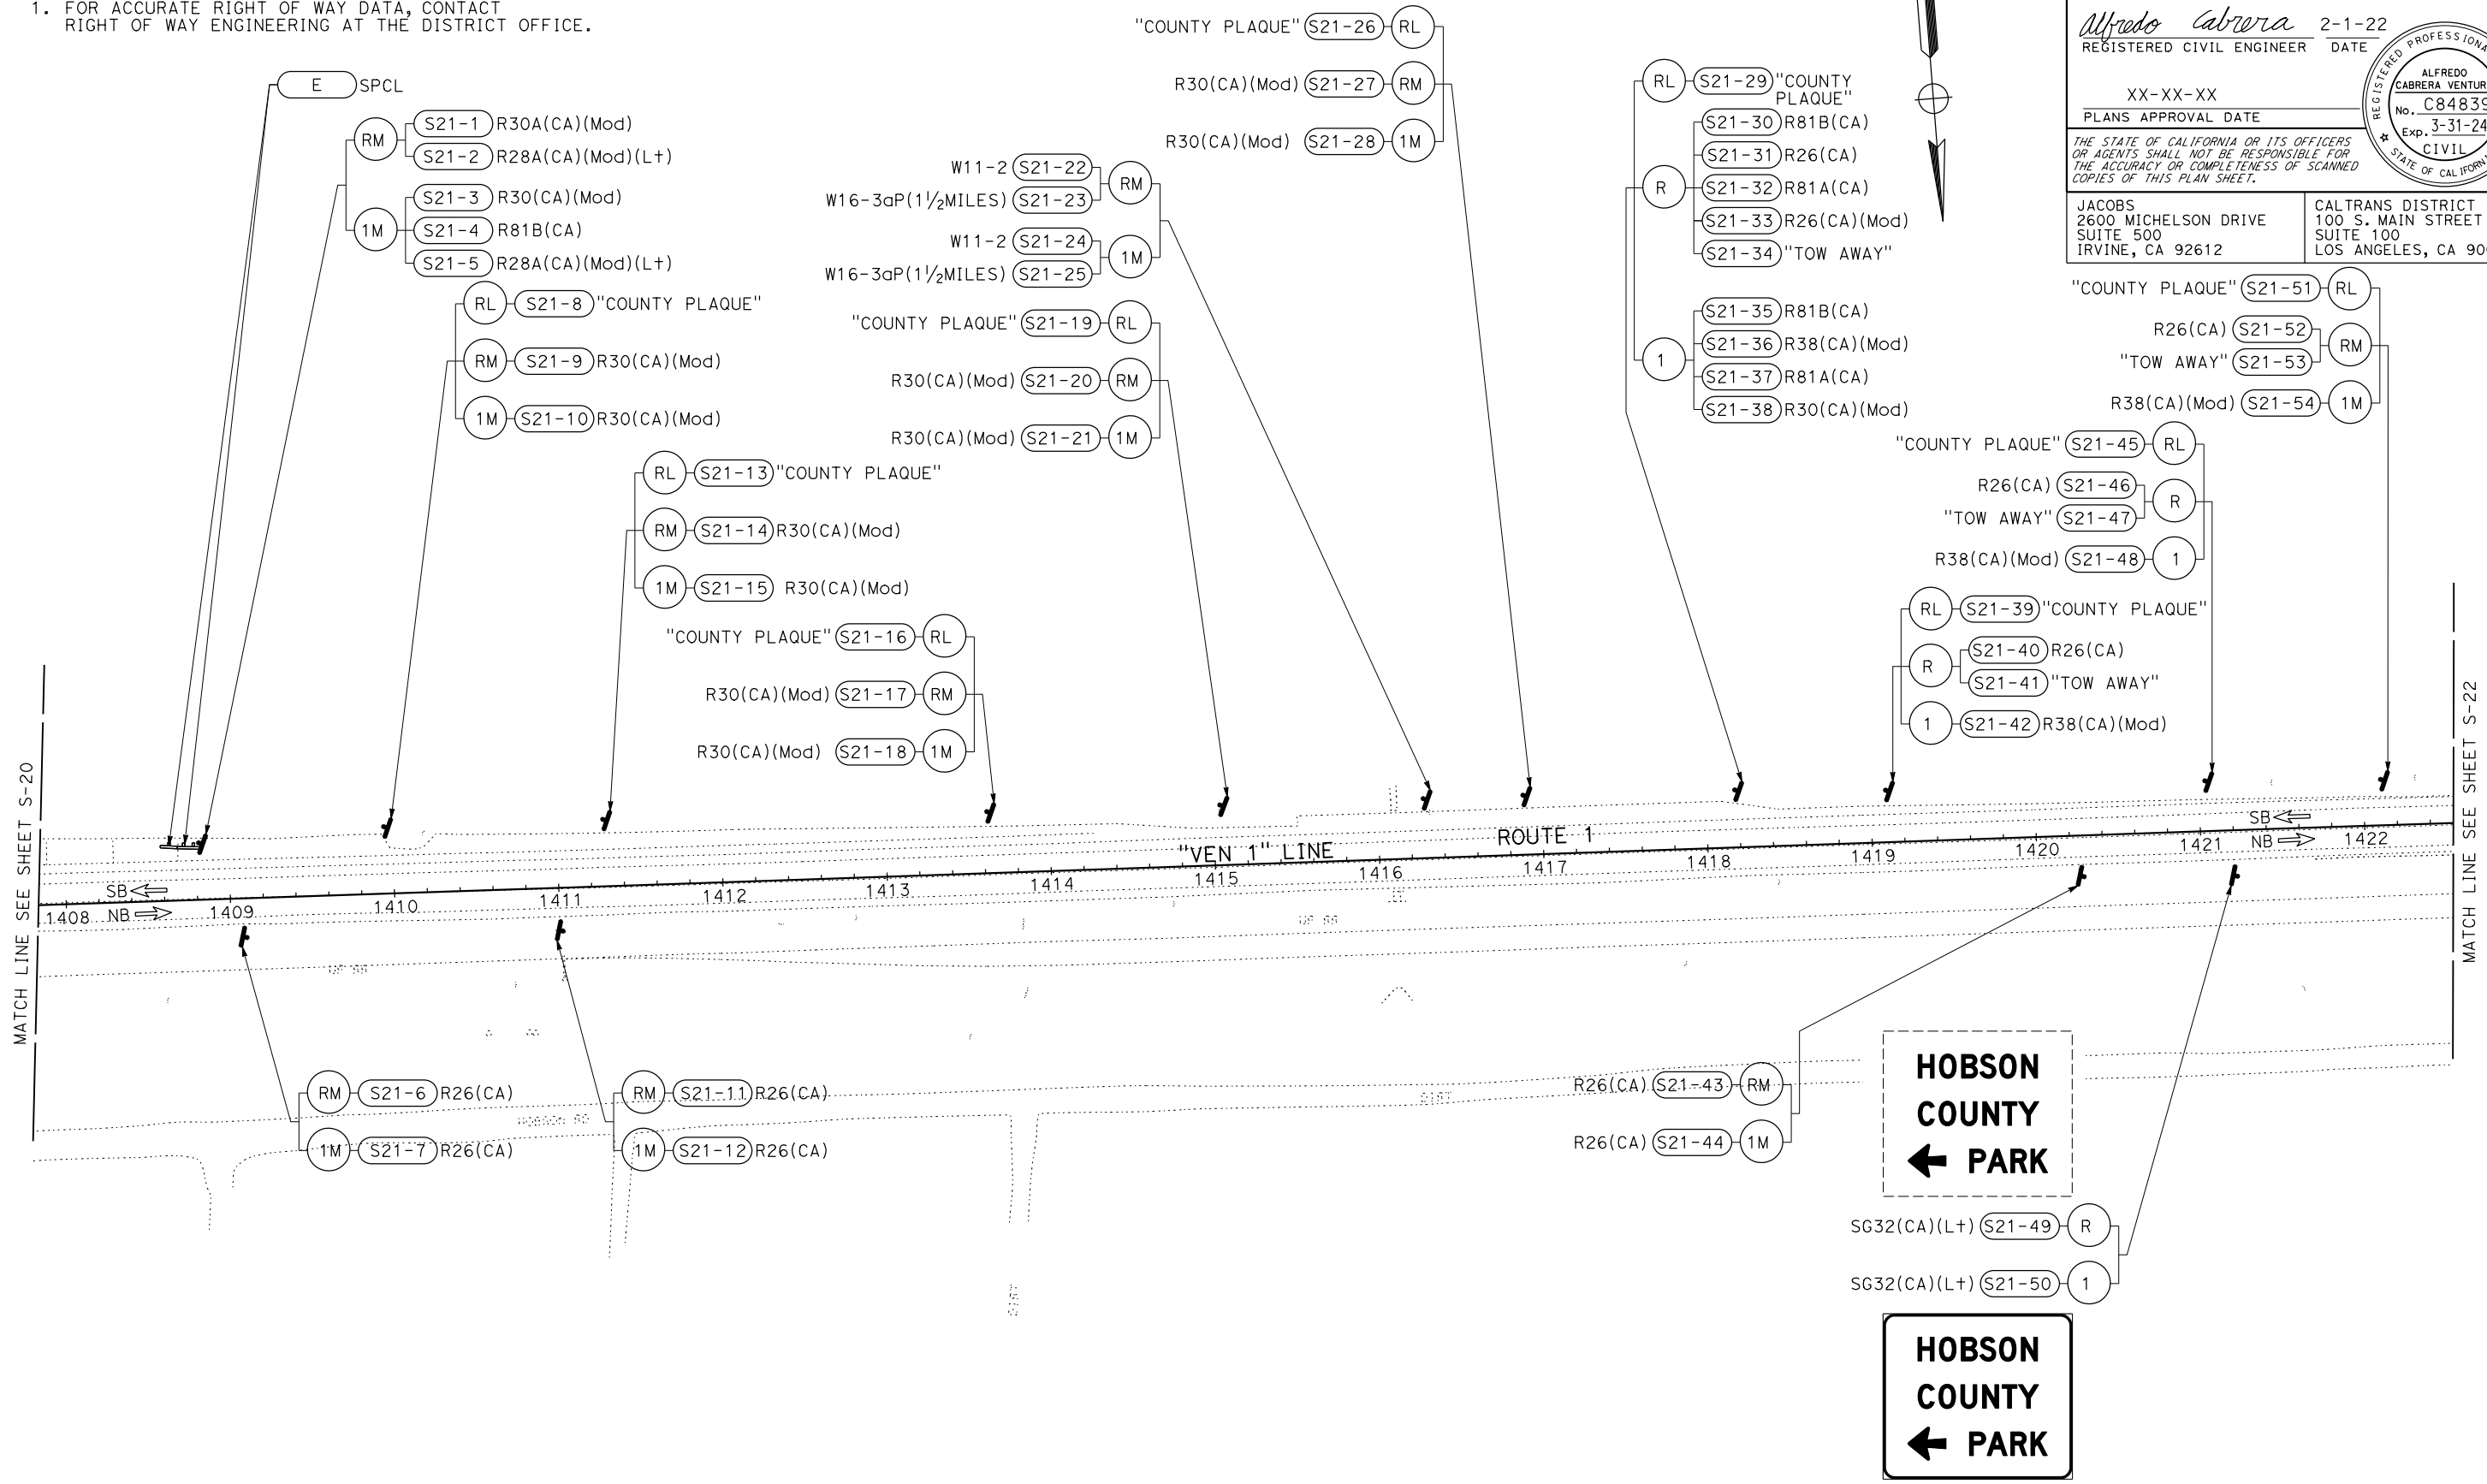 1. FOR ACCURATE RIGHT OF WAY DATA, CONTACT
RIGHT OF WAY ENGINEERING AT THE DISTRICT OFFICE.
E SPCL
RM S21-1 R30A(CA)(Mod)
S21-2 R28A(CA)(Mod)(Lt)
1M S21-3 R30(CA)(Mod)
S21-4 R81B(CA)
S21-5 R28A(CA)(Mod)(Lt)
RL S21-8 "COUNTY PLAQUE"
RM S21-9 R30(CA)(Mod)
1M S21-10 R30(CA)(Mod)
RL S21-13 "COUNTY PLAQUE"
RM S21-14 R30(CA)(Mod)
1M S21-15 R30(CA)(Mod)
"COUNTY PLAQUE" S21-16 RL
R30(CA)(Mod) S21-17 RM
R30(CA)(Mod) S21-18 1M
W11-2 S21-22 RM
W16-3aP(1½MILES) S21-23
W11-2 S21-24 1M
W16-3aP(1½MILES) S21-25
"COUNTY PLAQUE" S21-19 RL
R30(CA)(Mod) S21-20 RM
R30(CA)(Mod) S21-21 1M
"COUNTY PLAQUE" S21-26 RL
R30(CA)(Mod) S21-27 RM
R30(CA)(Mod) S21-28 1M
RL S21-29 "COUNTY
PLAQUE"
R S21-30 R81B(CA)
S21-31 R26(CA)
S21-32 R81A(CA)
S21-33 R26(CA)(Mod)
S21-34 "TOW AWAY"
1 S21-35 R81B(CA)
S21-36 R38(CA)(Mod)
S21-37 R81A(CA)
S21-38 R30(CA)(Mod)
Alfredo Cabrera 2-1-22
REGISTERED CIVIL ENGINEER DATE
XX-XX-XX
PLANS APPROVAL DATE
THE STATE OF CALIFORNIA OR ITS OFFICERS
OR AGENTS SHALL NOT BE RESPONSIBLE FOR
THE ACCURACY OR COMPLETENESS OF SCANNED
COPIES OF THIS PLAN SHEET.
REGISTERED PROFESSIONA
ALFREDO
CABRERA VENTUR
No. C84839
Exp. 3-31-24
CIVIL
STATE OF CALIFORN
JACOBS
2600 MICHELSON DRIVE
SUITE 500
IRVINE, CA 92612
CALTRANS DISTRICT
100 S. MAIN STREET
SUITE 100
LOS ANGELES, CA 90
"COUNTY PLAQUE" S21-51 RL
R26(CA) S21-52 RM
"TOW AWAY" S21-53
R38(CA)(Mod) S21-54 1M
"COUNTY PLAQUE" S21-45 RL
R26(CA) S21-46 R
"TOW AWAY" S21-47
R38(CA)(Mod) S21-48 1
RL S21-39 "COUNTY PLAQUE"
R S21-40 R26(CA)
S21-41 "TOW AWAY"
1 S21-42 R38(CA)(Mod)
MATCH LINE SEE SHEET S-20
MATCH LINE SEE SHEET S-22
"VEN 1" LINE
ROUTE 1
SB
NB
SB
NB
1408 1409 1410 1411 1412 1413 1414 1415 1416 1417 1418 1419 1420 1421 1422
RM S21-6 R26(CA)
1M S21-7 R26(CA)
HOBSON RD
RM S21-11 R26(CA)
1M S21-12 R26(CA)
R26(CA) S21-43 RM
R26(CA) S21-44 1M
HOBSON
COUNTY
← PARK
SG32(CA)(Lt) S21-49 R
SG32(CA)(Lt) S21-50 1
HOBSON
COUNTY
← PARK